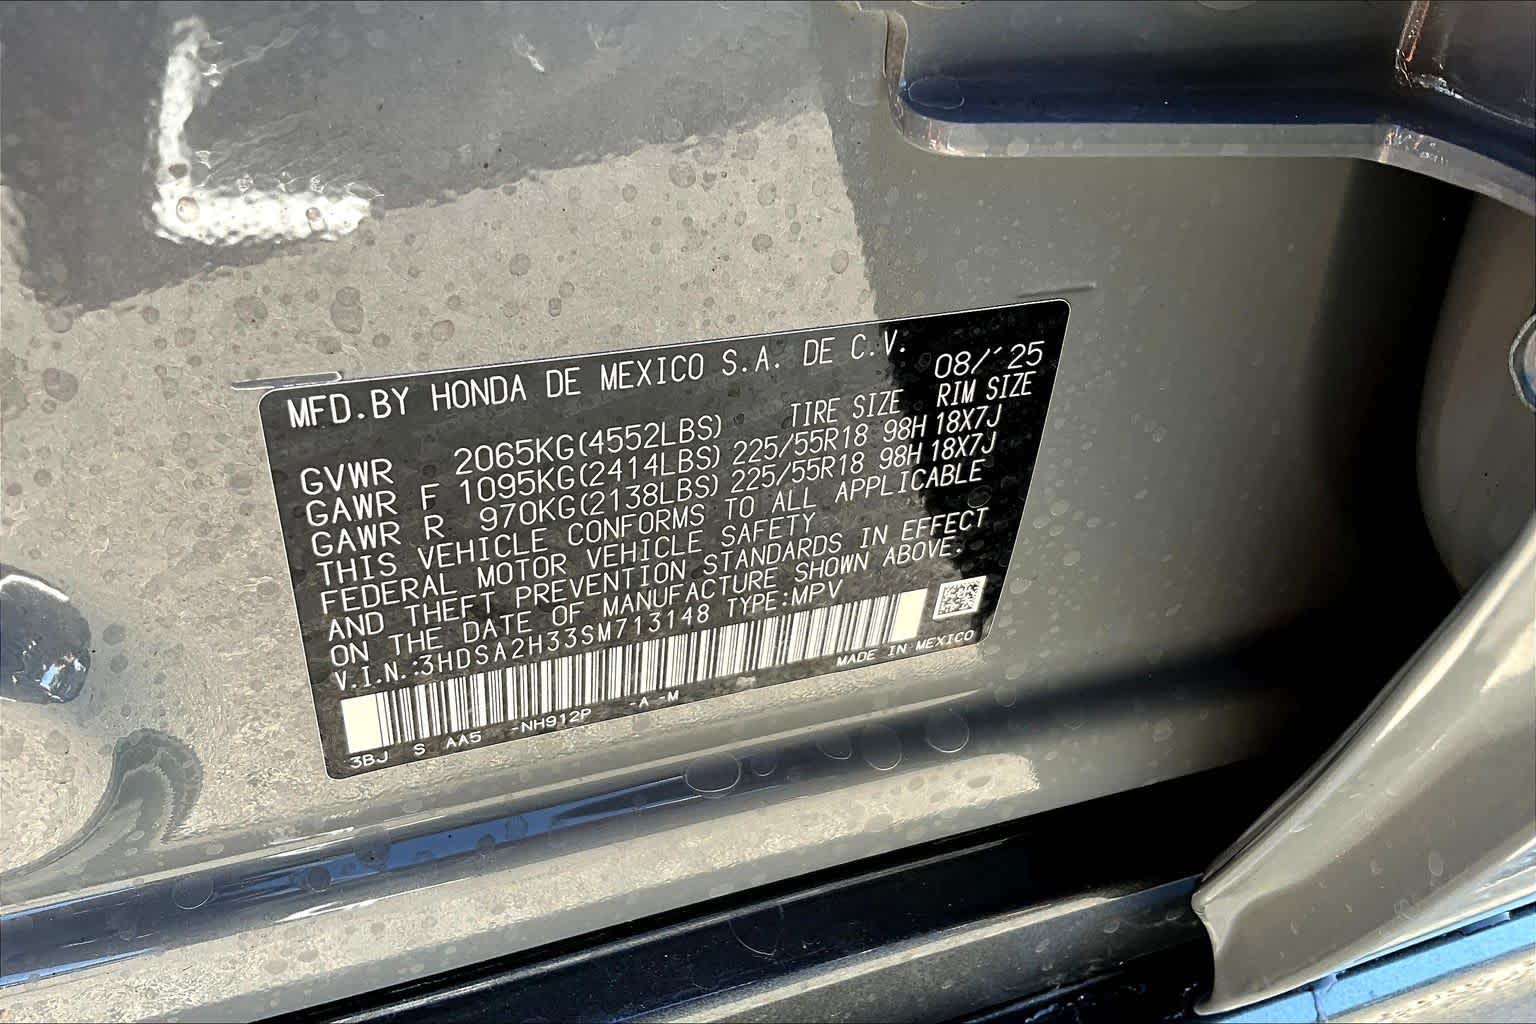 MFD.BY HONDA DE MEXICO S.A. DE C.V. 08/´25
TIRE SIZE RIM SIZE
GVWR 2065KG(4552LBS)
GAWR F 1095KG(2414LBS) 225/55R18 98H 18X7J
GAWR R 970KG(2138LBS) 225/55R18 98H 18X7J
THIS VEHICLE CONFORMS TO ALL APPLICABLE
FEDERAL MOTOR VEHICLE SAFETY
AND THEFT PREVENTION STANDARDS IN EFFECT
ON THE DATE OF MANUFACTURE SHOWN ABOVE.
V.I.N.:3HDSA2H33SM713148 TYPE:MPV
MADE IN MEXICO
3BJ S AA5 -NH912P -A--M